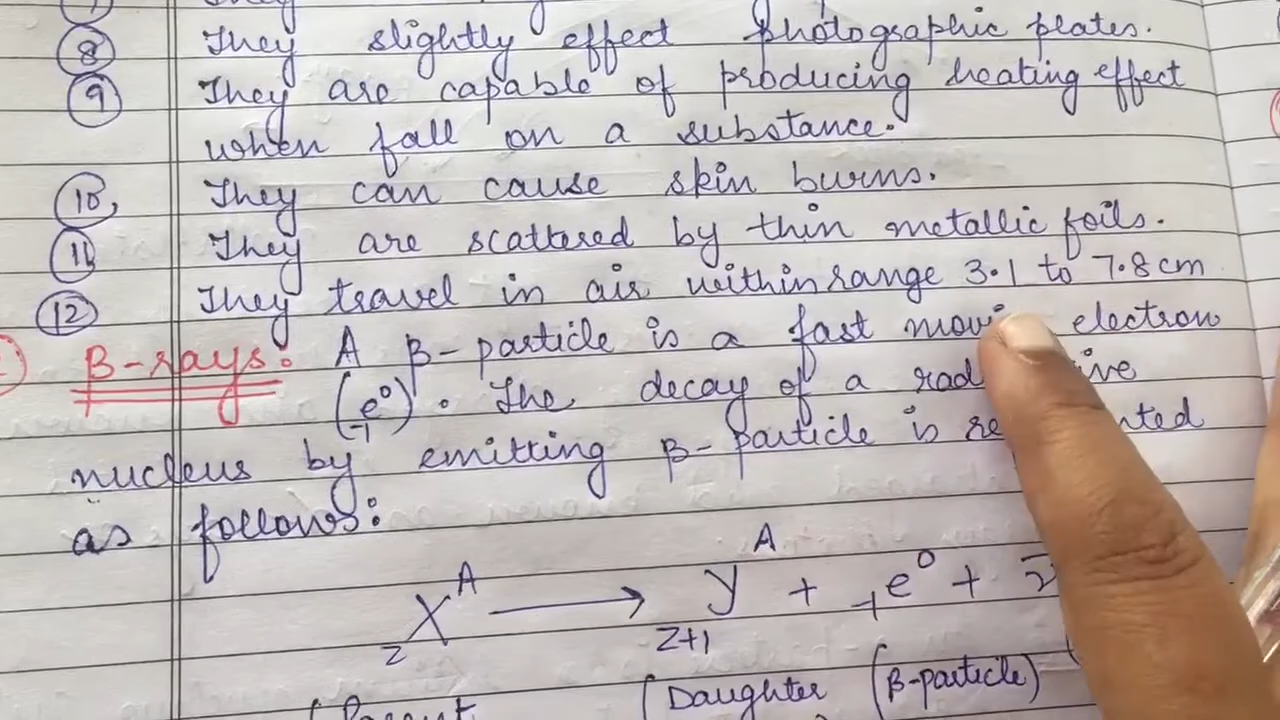 8 They slightly effect photographic plates.
9 They are capable of producing heating effect
when fall on a substance.
10, They can cause skin burns.
11 They are scattered by thin metallic foils.
12 They travel in air within range 3.1 to 7.8 cm
β-rays: A β-particle is a fast electron
(₋₁e⁰). The decay of a
nucleus by emitting β-particle is
as follows:
zXᴬ ⟶ z+1yᴬ + ₋₁e⁰ + ν̄
(Parent (Daughter (β-particle)